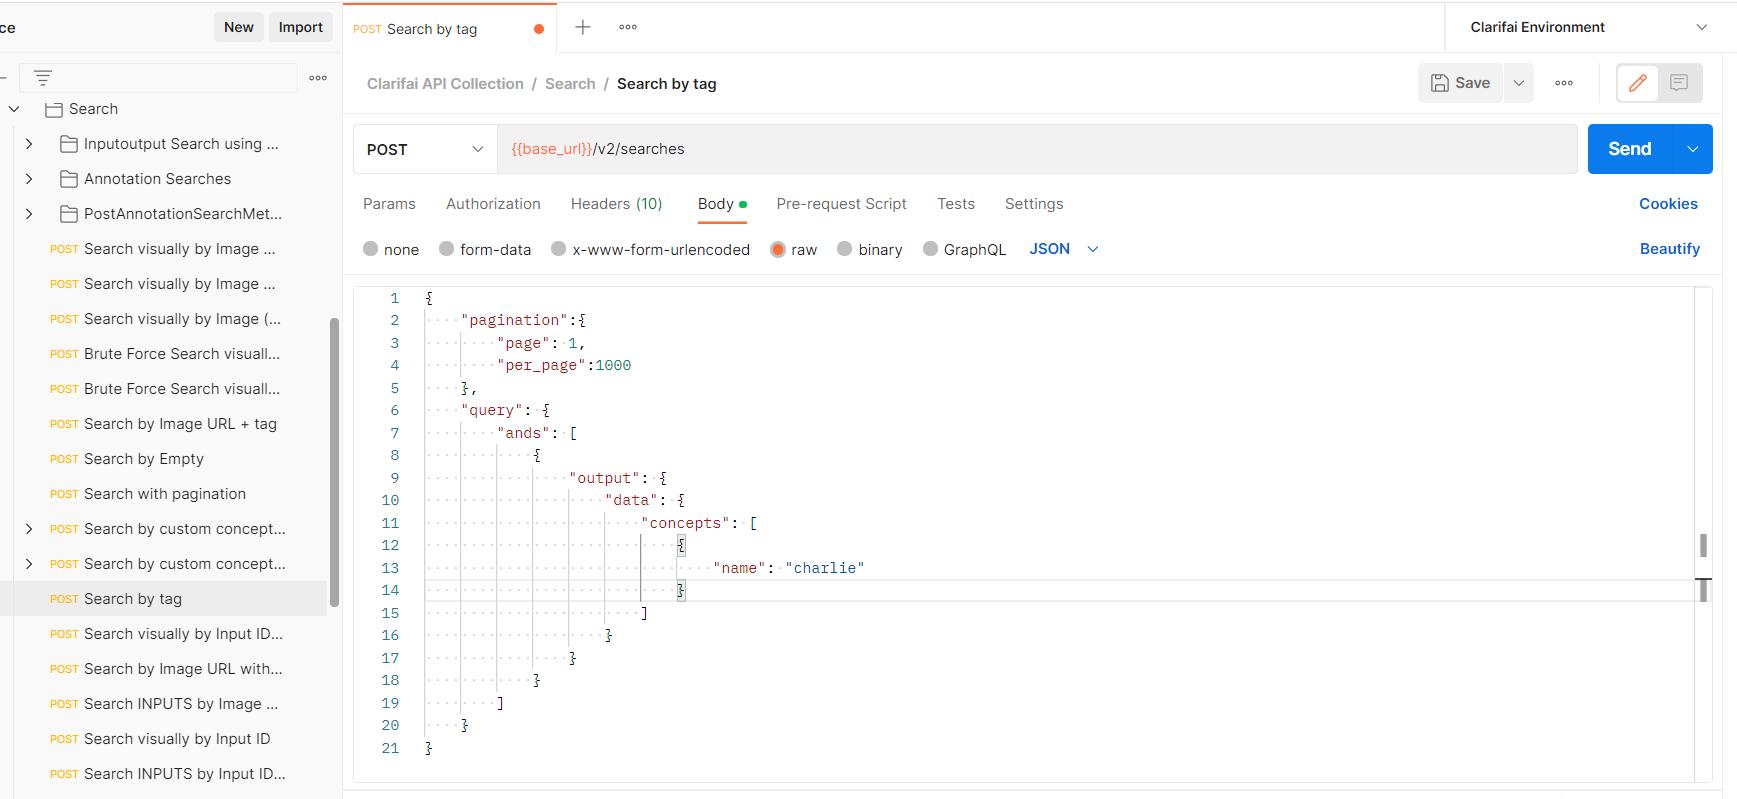 ce
New
Import
POST Search by tag
Clarifai Environment
Clarifai API Collection / Search / Search by tag
Save
POST
{{base_url}}/v2/searches
Send
Params
Authorization
Headers (10)
Body
Pre-request Script
Tests
Settings
Cookies
none
form-data
x-www-form-urlencoded
raw
binary
GraphQL
JSON
Beautify
Search
Inputoutput Search using ...
Annotation Searches
PostAnnotationSearchMet...
POST Search visually by Image ...
POST Search visually by Image ...
POST Search visually by Image (...
POST Brute Force Search visuall...
POST Brute Force Search visuall...
POST Search by Image URL + tag
POST Search by Empty
POST Search with pagination
POST Search by custom concept...
POST Search by custom concept...
POST Search by tag
POST Search visually by Input ID...
POST Search by Image URL with...
POST Search INPUTS by Image ...
POST Search visually by Input ID
POST Search INPUTS by Input ID...
1 {
2 "pagination":{
3 "page": 1,
4 "per_page":1000
5 },
6 "query": {
7 "ands": [
8 {
9 "output": {
10 "data": {
11 "concepts": [
12 {
13 "name": "charlie"
14 }
15 ]
16 }
17 }
18 }
19 ]
20 }
21 }